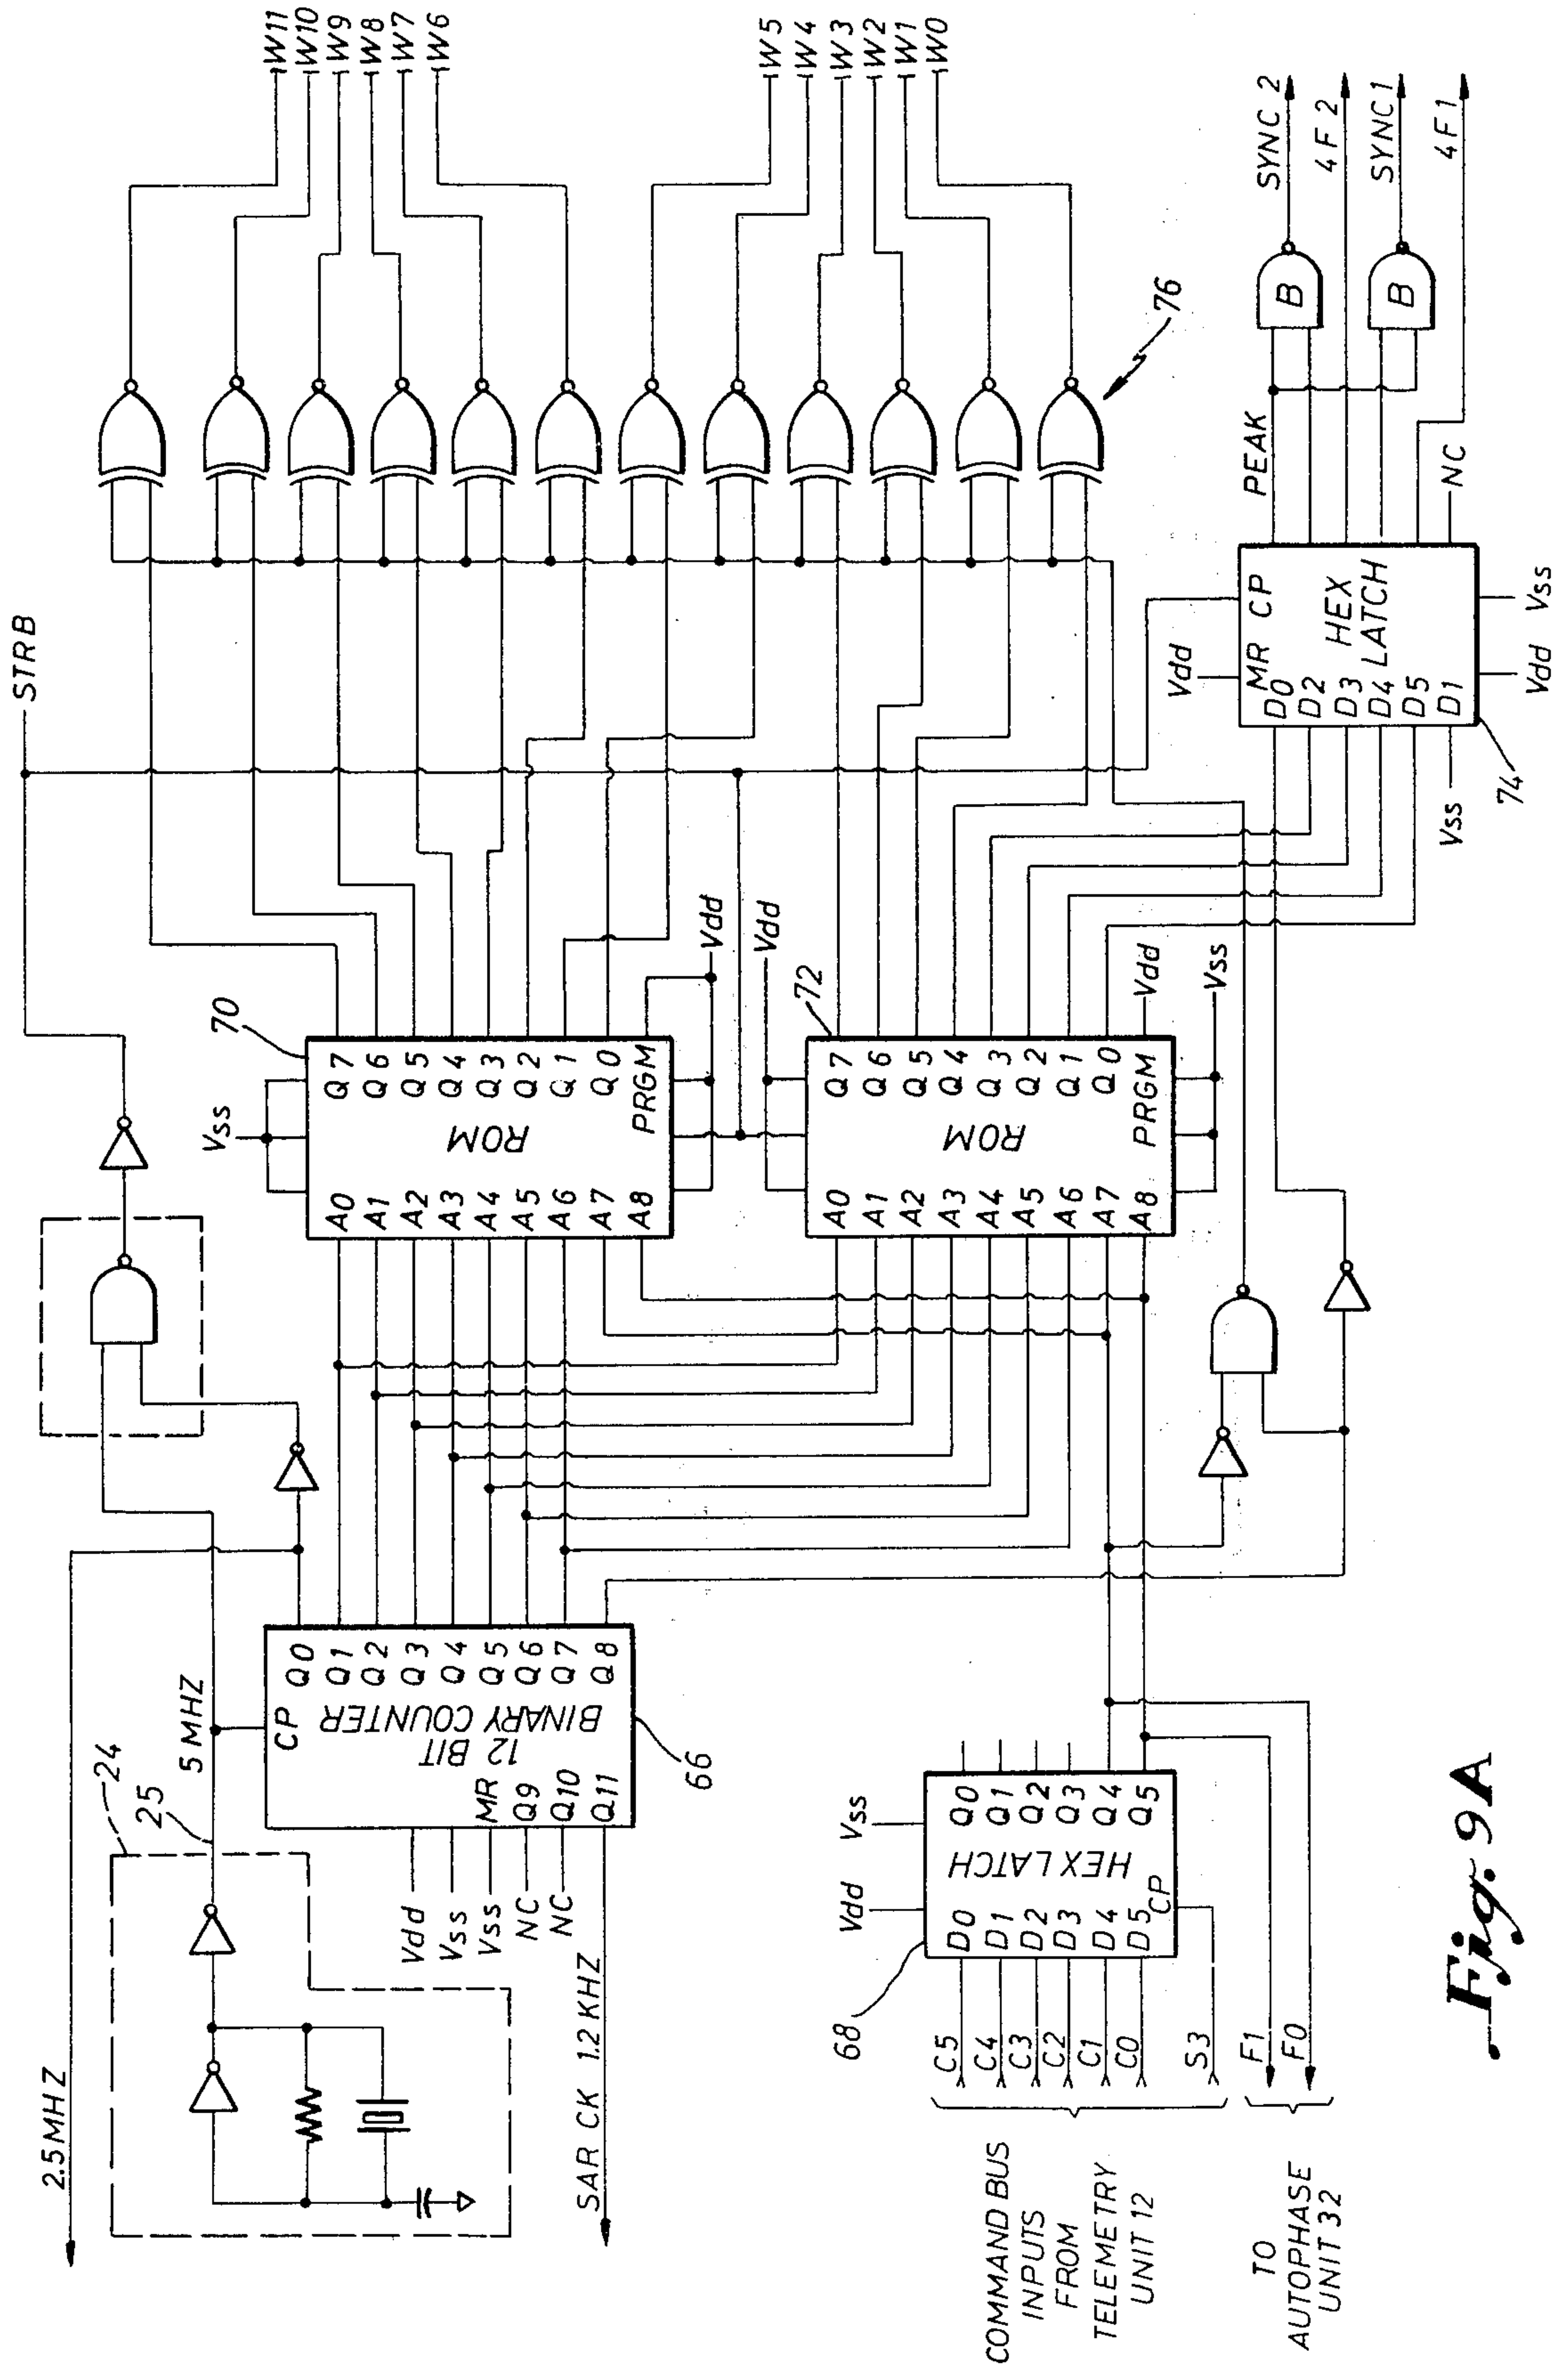 2.5MHZ
24
25
5 MHZ
STRB
CP
12 BIT
BINARY COUNTER
Q0
Q1
Q2
Q3
Q4
Q5
Q6
Q7
Q8
MR
Q9
Q10
Q11
Vdd
Vss
Vss
NC
NC
SAR CK 1.2 KHZ
66
Vss
70
A0
A1
A2
A3
A4
A5
A6
A7
A8
ROM
Q7
Q6
Q5
Q4
Q3
Q2
Q1
Q0
PRGM
Vdd
Vdd
72
A0
A1
A2
A3
A4
A5
A6
A7
A8
ROM
Q7
Q6
Q5
Q4
Q3
Q2
Q1
Q0
PRGM
Vdd
Vss
W11
W10
W9
W8
W7
W6
W5
W4
W3
W2
W1
W0
76
68
Vdd
Vss
D0
D1
D2
D3
D4
D5
CP
HEX LATCH
Q0
Q1
Q2
Q3
Q4
Q5
C5
C4
C3
C2
C1
C0
S3
F1
F0
COMMAND BUS
INPUTS
FROM
TELEMETRY
UNIT 12
TO
AUTOPHASE
UNIT 32
Vdd
MR CP
D0
D2
D3
D4
D5
D1
HEX
LATCH
Vss
74
Vdd
Vss
PEAK
NC
B
B
SYNC 2
4F2
SYNC1
4F1
Fig. 9A